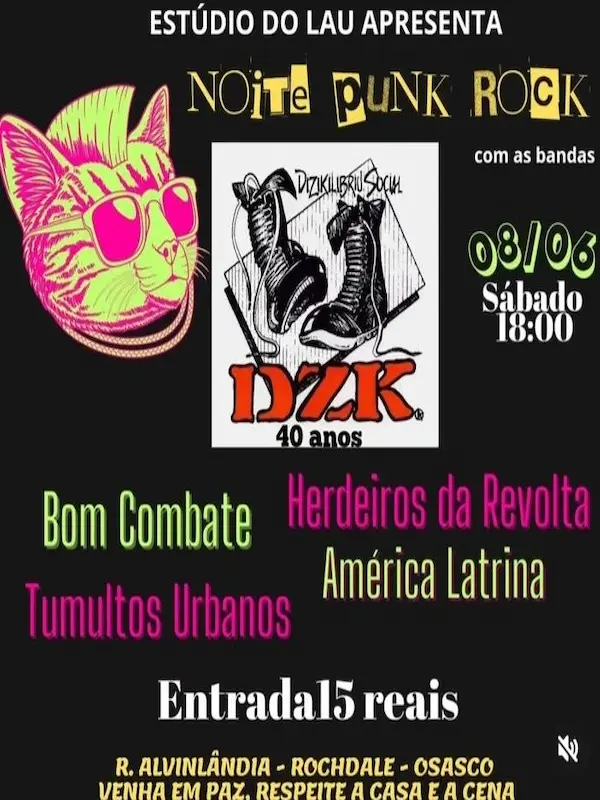 ESTÚDIO DO LAU APRESENTA
NOite PuNK ROCK
com as bandas
DIZIKILIBRIU SOCIAL
08/06
Sábado
18:00
DZK
40 anos
Bom Combate
Herdeiros da Revolta
América Latrina
Tumultos Urbanos
Entrada15 reais
R. ALVINLÂNDIA - ROCHDALE - OSASCO
VENHA EM PAZ, RESPEITE A CASA E A CENA